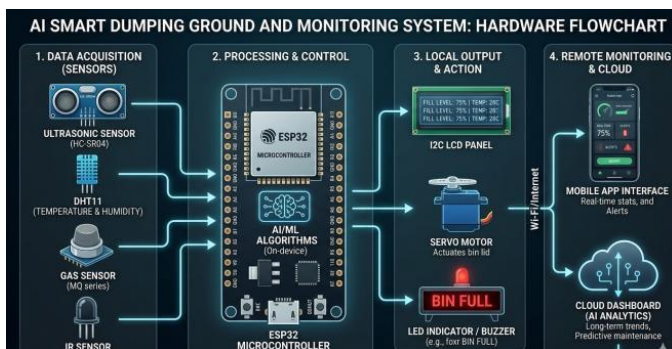 AI SMART DUMPING GROUND AND MONITORING SYSTEM: HARDWARE FLOWCHART
1. DATA ACQUISITION
(SENSORS)
ULTRASONIC SENSOR
(HC-SR04)
DHT11
(TEMPERATURE & HUMIDITY)
GAS SENSOR
(MQ series)
IR SENSOR
2. PROCESSING & CONTROL
ESP32
MICROCONTROLLER
AI/ML
ALGORITHMS
(On-device)
ESP32
MICROCONTROLLER
3. LOCAL OUTPUT
& ACTION
FILL LEVEL: 75% | TEMP: 28C
FILL LEVEL: 75% | TEMP: 28C
FILL LEVEL: 75% | TEMP: 28C
I2C LCD PANEL
SERVO MOTOR
Actuates bin lid
BIN FULL
LED INDICATOR / BUZZER
(e.g., foxr BIN FULL)
Wi-Fi/Internet
4. REMOTE MONITORING
& CLOUD
75%
ALERTS
MOBILE APP INTERFACE
Real-time stats, and
Alerts
CLOUD DASHBOARD
(AI ANALYTICS)
Long-term trends,
Predictive maintenance